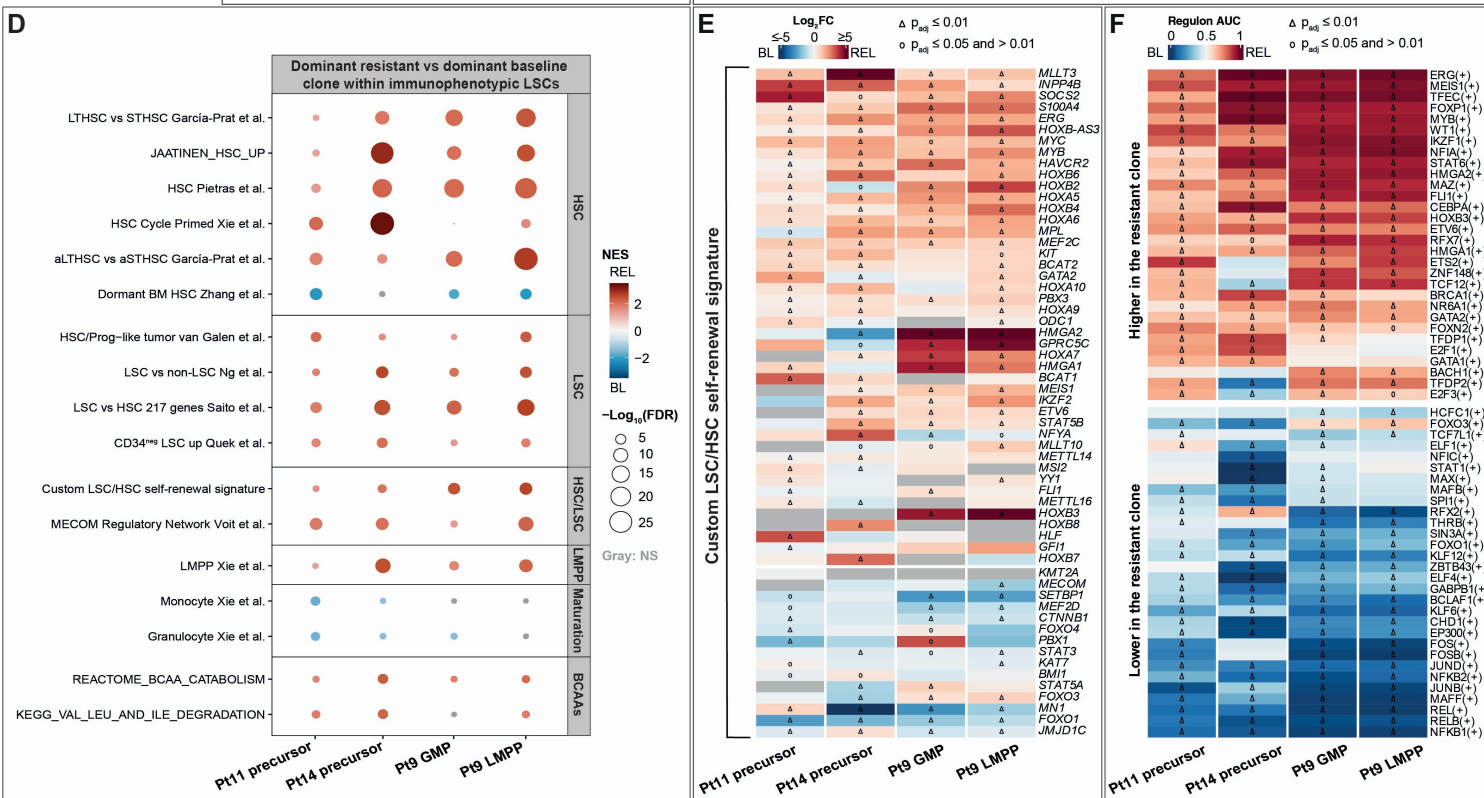 D
Dominant resistant vs dominant baseline
clone within immunophenotypic LSCs
LTHSC vs STHSC García-Prat et al.
JAATINEN_HSC_UP
HSC Pietras et al.
HSC Cycle Primed Xie et al.
aLTHSC vs aSTHSC García-Prat et al.
Dormant BM HSC Zhang et al.
HSC/Prog–like tumor van Galen et al.
LSC vs non-LSC Ng et al.
LSC vs HSC 217 genes Saito et al.
CD34neg LSC up Quek et al.
Custom LSC/HSC self-renewal signature
MECOM Regulatory Network Voit et al.
LMPP Xie et al.
Monocyte Xie et al.
Granulocyte Xie et al.
REACTOME_BCAA_CATABOLISM
KEGG_VAL_LEU_AND_ILE_DEGRADATION
HSC
LSC
HSC/LSC
LMPP
Maturation
BCAAs
Pt11 precursor
Pt14 precursor
Pt9 GMP
Pt9 LMPP
NES
REL
2
0
−2
BL
−Log10(FDR)
5
10
15
20
25
Gray: NS
E
Log2FC
≤-5 0 ≥5
BL REL
Δ padj ≤ 0.01
o padj ≤ 0.05 and > 0.01
Custom LSC/HSC self-renewal signature
MLLT3
INPP4B
SOCS2
S100A4
ERG
HOXB-AS3
MYC
MYB
HAVCR2
HOXB6
HOXB2
HOXA5
HOXB4
HOXA6
MPL
MEF2C
KIT
BCAT2
GATA2
HOXA10
PBX3
HOXA9
ODC1
HMGA2
GPRC5C
HOXA7
HMGA1
BCAT1
MEIS1
IKZF2
ETV6
STAT5B
NFYA
MLLT10
METTL14
MSI2
YY1
FLI1
METTL16
HOXB3
HOXB8
HLF
GFI1
HOXB7
KMT2A
MECOM
SETBP1
MEF2D
CTNNB1
FOXO4
PBX1
STAT3
KAT7
BMI1
STAT5A
FOXO3
MN1
FOXO1
JMJD1C
Pt11 precursor
Pt14 precursor
Pt9 GMP
Pt9 LMPP
F
Regulon AUC
0 0.5 1
BL REL
Δ padj ≤ 0.01
o padj ≤ 0.05 and > 0.01
Higher in the resistant clone
ERG(+)
MEIS1(+)
TFEC(+)
FOXP1(+)
MYB(+)
WT1(+)
IKZF1(+)
NFIA(+)
STAT6(+)
HMGA2(+)
MAZ(+)
FLI1(+)
CEBPA(+)
HOXB3(+)
ETV6(+)
RFX7(+)
HMGA1(+)
ETS2(+)
ZNF148(+)
TCF12(+)
BRCA1(+)
NR6A1(+)
GATA2(+)
FOXN2(+)
TFDP1(+)
E2F1(+)
GATA1(+)
BACH1(+)
TFDP2(+)
E2F3(+)
Lower in the resistant clone
HCFC1(+)
FOXO3(+)
TCF7L1(+)
ELF1(+)
NFIC(+)
STAT1(+)
MAX(+)
MAFB(+)
SPI1(+)
RFX2(+)
THRB(+)
SIN3A(+)
FOXO1(+)
KLF12(+)
ZBTB43(+)
ELF4(+)
GABPB1(+)
BCLAF1(+)
KLF6(+)
CHD1(+)
EP300(+)
FOS(+)
FOSB(+)
JUND(+)
NFKB2(+)
JUNB(+)
MAFF(+)
REL(+)
RELB(+)
NFKB1(+)
Pt11 precursor
Pt14 precursor
Pt9 GMP
Pt9 LMPP